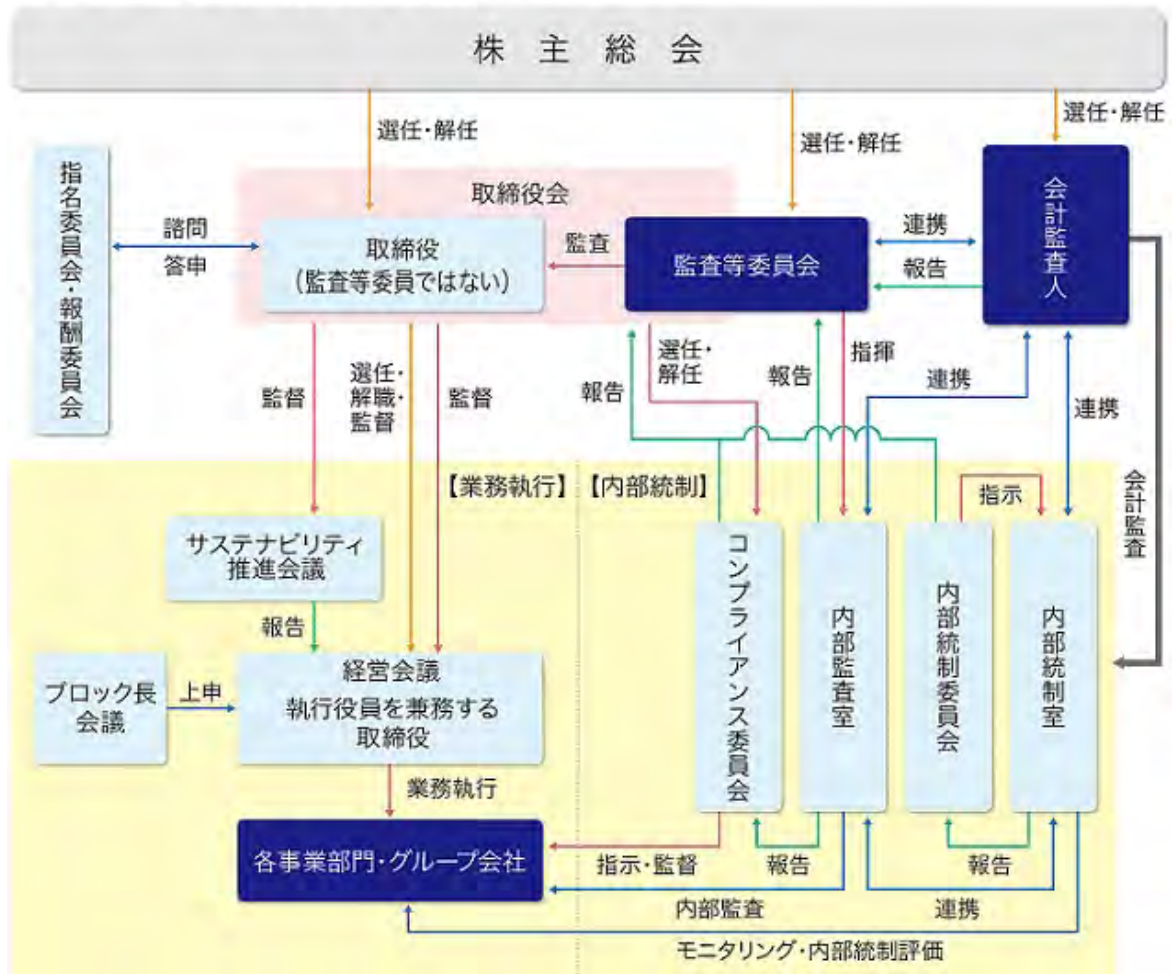 株主総会
選任・解任
選任・解任
選任・解任
指名委員会・報酬委員会
諮問
答申
取締役会
取締役
（監査等委員ではない）
監査
監査等委員会
連携
報告
会計監査人
監督
選任・
解職・
監督
監督
報告
選任・
解任
報告
指揮
連携
連携
会計監査
【業務執行】
【内部統制】
指示
サステナビリティ
推進会議
報告
ブロック長
会議
上申
経営会議
執行役員を兼務する
取締役
業務執行
コンプライアンス委員会
内部監査室
内部統制委員会
内部統制室
各事業部門・グループ会社
指示・監督
報告
報告
内部監査
連携
モニタリング・内部統制評価